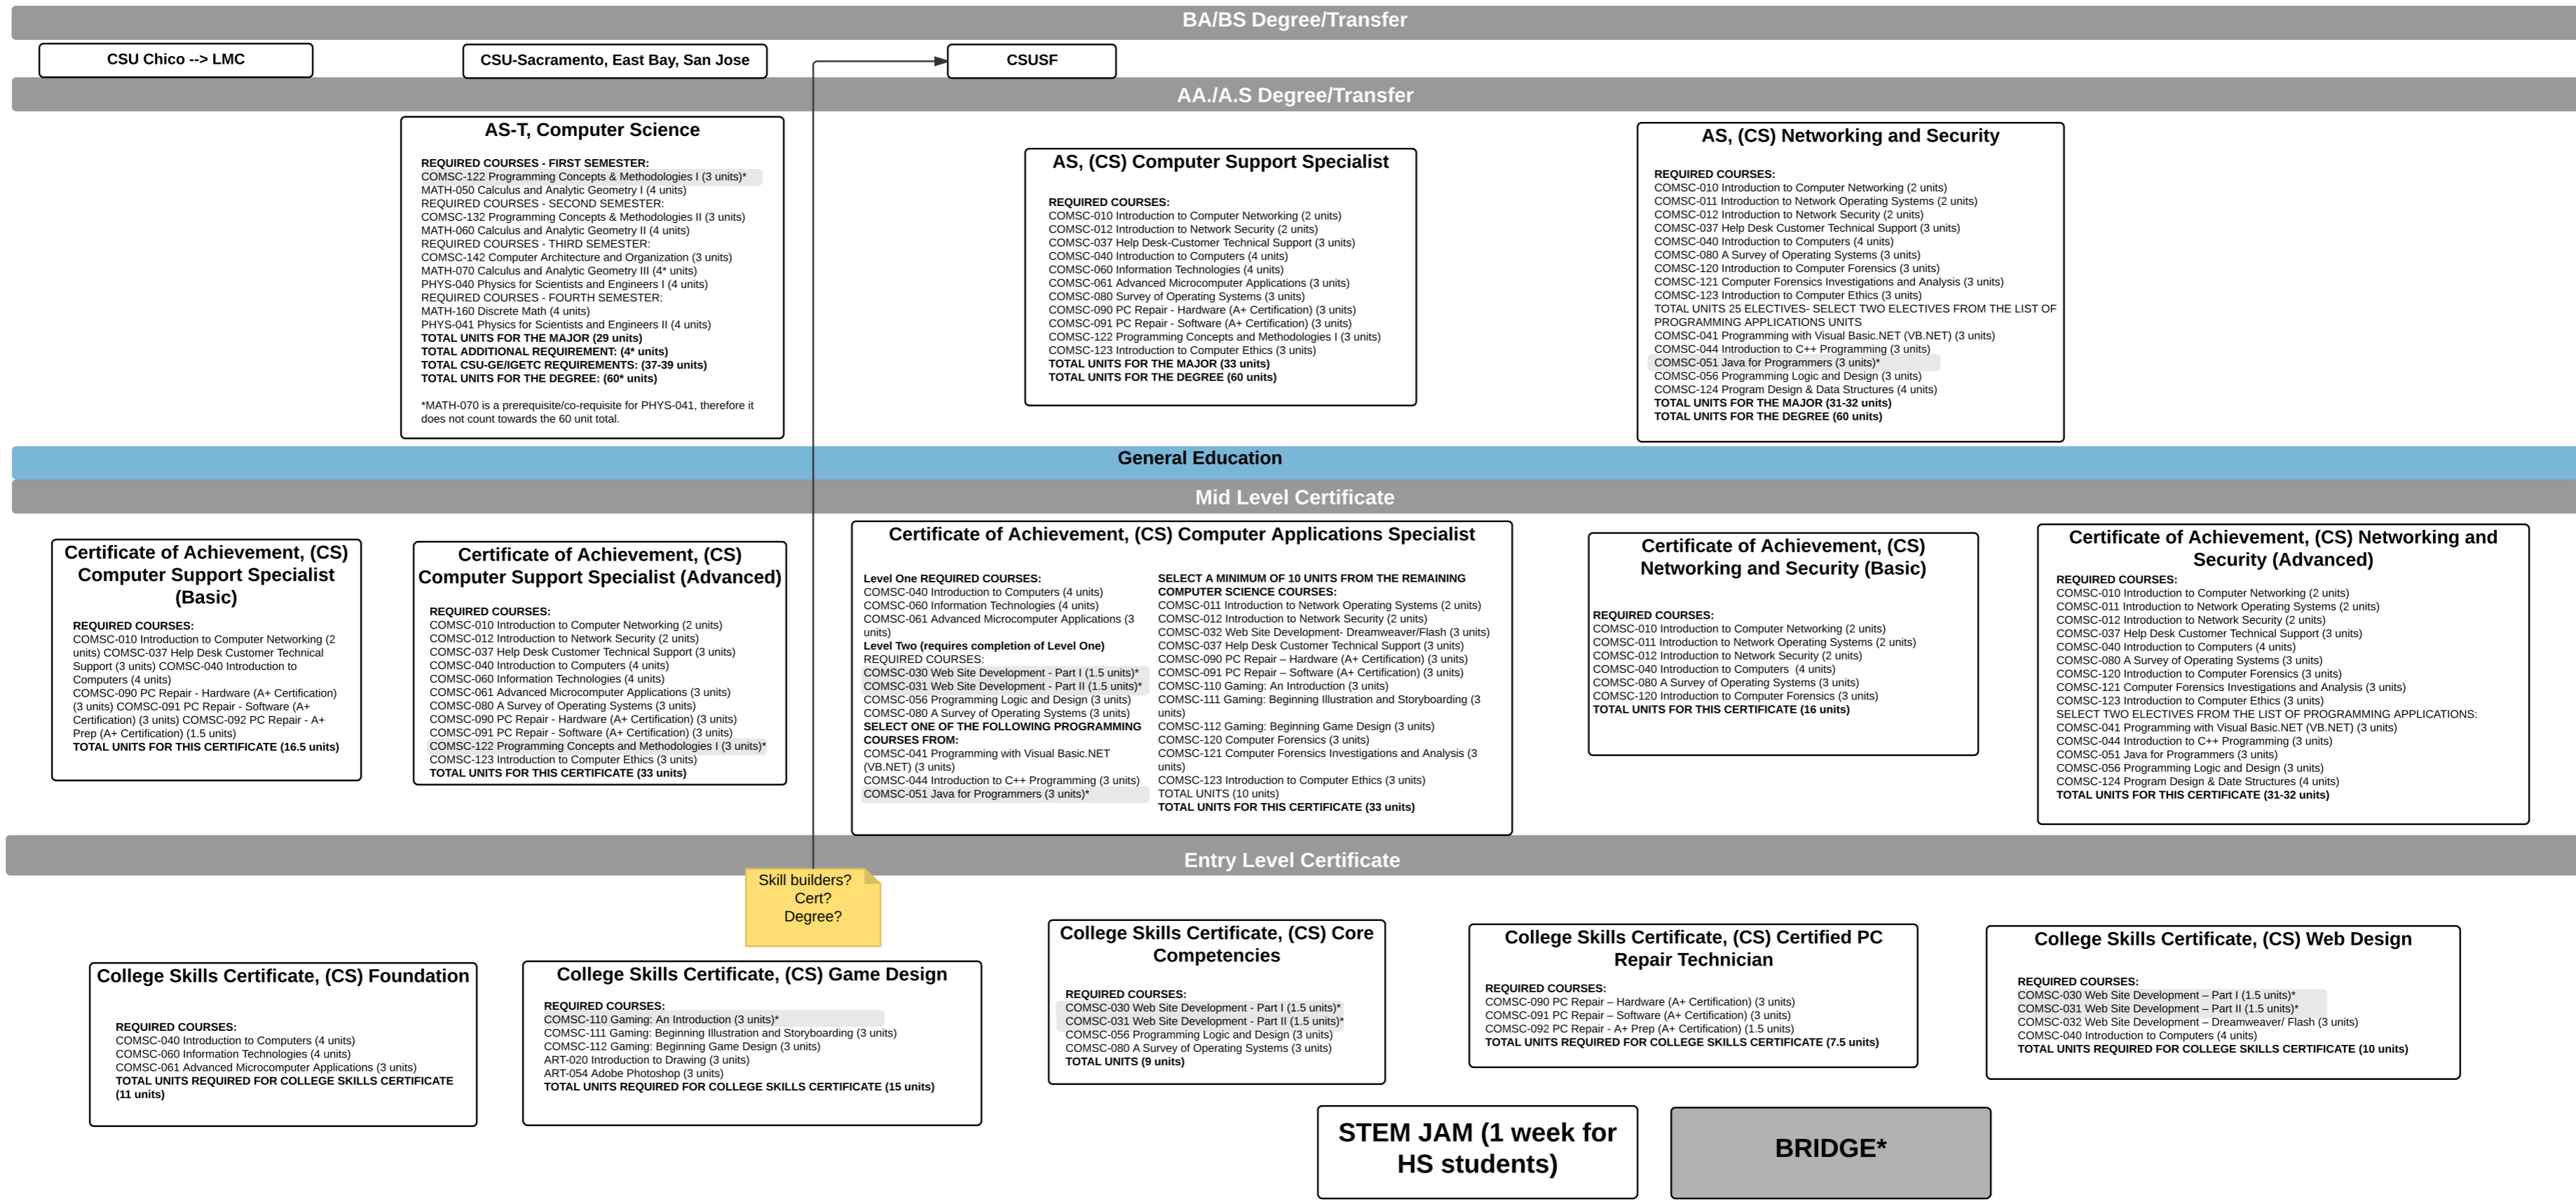 BA/BS Degree/Transfer
CSU Chico --> LMC
CSU-Sacramento, East Bay, San Jose
CSUSF
AA./A.S Degree/Transfer
AS-T, Computer Science
REQUIRED COURSES - FIRST SEMESTER:
COMSC-122 Programming Concepts & Methodologies I (3 units)*
MATH-050 Calculus and Analytic Geometry I (4 units)
REQUIRED COURSES - SECOND SEMESTER:
COMSC-132 Programming Concepts & Methodologies II (3 units)
MATH-060 Calculus and Analytic Geometry II (4 units)
REQUIRED COURSES - THIRD SEMESTER:
COMSC-142 Computer Architecture and Organization (3 units)
MATH-070 Calculus and Analytic Geometry III (4* units)
PHYS-040 Physics for Scientists and Engineers I (4 units)
REQUIRED COURSES - FOURTH SEMESTER:
MATH-160 Discrete Math (4 units)
PHYS-041 Physics for Scientists and Engineers II (4 units)
TOTAL UNITS FOR THE MAJOR (29 units)
TOTAL ADDITIONAL REQUIREMENT: (4* units)
TOTAL CSU-GE/IGETC REQUIREMENTS: (37-39 units)
TOTAL UNITS FOR THE DEGREE: (60* units)
*MATH-070 is a prerequisite/co-requisite for PHYS-041, therefore it
does not count towards the 60 unit total.
AS, (CS) Computer Support Specialist
REQUIRED COURSES:
COMSC-010 Introduction to Computer Networking (2 units)
COMSC-012 Introduction to Network Security (2 units)
COMSC-037 Help Desk-Customer Technical Support (3 units)
COMSC-040 Introduction to Computers (4 units)
COMSC-060 Information Technologies (4 units)
COMSC-061 Advanced Microcomputer Applications (3 units)
COMSC-080 Survey of Operating Systems (3 units)
COMSC-090 PC Repair - Hardware (A+ Certification) (3 units)
COMSC-091 PC Repair - Software (A+ Certification) (3 units)
COMSC-122 Programming Concepts and Methodologies I (3 units)
COMSC-123 Introduction to Computer Ethics (3 units)
TOTAL UNITS FOR THE MAJOR (33 units)
TOTAL UNITS FOR THE DEGREE (60 units)
AS, (CS) Networking and Security
REQUIRED COURSES:
COMSC-010 Introduction to Computer Networking (2 units)
COMSC-011 Introduction to Network Operating Systems (2 units)
COMSC-012 Introduction to Network Security (2 units)
COMSC-037 Help Desk Customer Technical Support (3 units)
COMSC-040 Introduction to Computers (4 units)
COMSC-080 A Survey of Operating Systems (3 units)
COMSC-120 Introduction to Computer Forensics (3 units)
COMSC-121 Computer Forensics Investigations and Analysis (3 units)
COMSC-123 Introduction to Computer Ethics (3 units)
TOTAL UNITS 25 ELECTIVES- SELECT TWO ELECTIVES FROM THE LIST OF
PROGRAMMING APPLICATIONS UNITS
COMSC-041 Programming with Visual Basic.NET (VB.NET) (3 units)
COMSC-044 Introduction to C++ Programming (3 units)
COMSC-051 Java for Programmers (3 units)*
COMSC-056 Programming Logic and Design (3 units)
COMSC-124 Program Design & Data Structures (4 units)
TOTAL UNITS FOR THE MAJOR (31-32 units)
TOTAL UNITS FOR THE DEGREE (60 units)
General Education
Mid Level Certificate
Certificate of Achievement, (CS)
Computer Support Specialist
(Basic)
REQUIRED COURSES:
COMSC-010 Introduction to Computer Networking (2
units) COMSC-037 Help Desk Customer Technical
Support (3 units) COMSC-040 Introduction to
Computers (4 units)
COMSC-090 PC Repair - Hardware (A+ Certification)
(3 units) COMSC-091 PC Repair - Software (A+
Certification) (3 units) COMSC-092 PC Repair - A+
Prep (A+ Certification) (1.5 units)
TOTAL UNITS FOR THIS CERTIFICATE (16.5 units)
Certificate of Achievement, (CS)
Computer Support Specialist (Advanced)
REQUIRED COURSES:
COMSC-010 Introduction to Computer Networking (2 units)
COMSC-012 Introduction to Network Security (2 units)
COMSC-037 Help Desk Customer Technical Support (3 units)
COMSC-040 Introduction to Computers (4 units)
COMSC-060 Information Technologies (4 units)
COMSC-061 Advanced Microcomputer Applications (3 units)
COMSC-080 A Survey of Operating Systems (3 units)
COMSC-090 PC Repair - Hardware (A+ Certification) (3 units)
COMSC-091 PC Repair - Software (A+ Certification) (3 units)
COMSC-122 Programming Concepts and Methodologies I (3 units)*
COMSC-123 Introduction to Computer Ethics (3 units)
TOTAL UNITS FOR THIS CERTIFICATE (33 units)
Certificate of Achievement, (CS) Computer Applications Specialist
Level One REQUIRED COURSES:
COMSC-040 Introduction to Computers (4 units)
COMSC-060 Information Technologies (4 units)
COMSC-061 Advanced Microcomputer Applications (3
units)
Level Two (requires completion of Level One)
REQUIRED COURSES:
COMSC-030 Web Site Development - Part I (1.5 units)*
COMSC-031 Web Site Development - Part II (1.5 units)*
COMSC-056 Programming Logic and Design (3 units)
COMSC-080 A Survey of Operating Systems (3 units)
SELECT ONE OF THE FOLLOWING PROGRAMMING
COURSES FROM:
COMSC-041 Programming with Visual Basic.NET
(VB.NET) (3 units)
COMSC-044 Introduction to C++ Programming (3 units)
COMSC-051 Java for Programmers (3 units)*
SELECT A MINIMUM OF 10 UNITS FROM THE REMAINING
COMPUTER SCIENCE COURSES:
COMSC-011 Introduction to Network Operating Systems (2 units)
COMSC-012 Introduction to Network Security (2 units)
COMSC-032 Web Site Development- Dreamweaver/Flash (3 units)
COMSC-037 Help Desk Customer Technical Support (3 units)
COMSC-090 PC Repair – Hardware (A+ Certification) (3 units)
COMSC-091 PC Repair – Software (A+ Certification) (3 units)
COMSC-110 Gaming: An Introduction (3 units)
COMSC-111 Gaming: Beginning Illustration and Storyboarding (3
units)
COMSC-112 Gaming: Beginning Game Design (3 units)
COMSC-120 Computer Forensics (3 units)
COMSC-121 Computer Forensics Investigations and Analysis (3
units)
COMSC-123 Introduction to Computer Ethics (3 units)
TOTAL UNITS (10 units)
TOTAL UNITS FOR THIS CERTIFICATE (33 units)
Certificate of Achievement, (CS)
Networking and Security (Basic)
REQUIRED COURSES:
COMSC-010 Introduction to Computer Networking (2 units)
COMSC-011 Introduction to Network Operating Systems (2 units)
COMSC-012 Introduction to Network Security (2 units)
COMSC-040 Introduction to Computers (4 units)
COMSC-080 A Survey of Operating Systems (3 units)
COMSC-120 Introduction to Computer Forensics (3 units)
TOTAL UNITS FOR THIS CERTIFICATE (16 units)
Certificate of Achievement, (CS) Networking and
Security (Advanced)
REQUIRED COURSES:
COMSC-010 Introduction to Computer Networking (2 units)
COMSC-011 Introduction to Network Operating Systems (2 units)
COMSC-012 Introduction to Network Security (2 units)
COMSC-037 Help Desk Customer Technical Support (3 units)
COMSC-040 Introduction to Computers (4 units)
COMSC-080 A Survey of Operating Systems (3 units)
COMSC-120 Introduction to Computer Forensics (3 units)
COMSC-121 Computer Forensics Investigations and Analysis (3 units)
COMSC-123 Introduction to Computer Ethics (3 units)
SELECT TWO ELECTIVES FROM THE LIST OF PROGRAMMING APPLICATIONS:
COMSC-041 Programming with Visual Basic.NET (VB.NET) (3 units)
COMSC-044 Introduction to C++ Programming (3 units)
COMSC-051 Java for Programmers (3 units)
COMSC-056 Programming Logic and Design (3 units)
COMSC-124 Program Design & Date Structures (4 units)
TOTAL UNITS FOR THIS CERTIFICATE (31-32 units)
Entry Level Certificate
Skill builders?
Cert?
Degree?
College Skills Certificate, (CS) Foundation
REQUIRED COURSES:
COMSC-040 Introduction to Computers (4 units)
COMSC-060 Information Technologies (4 units)
COMSC-061 Advanced Microcomputer Applications (3 units)
TOTAL UNITS REQUIRED FOR COLLEGE SKILLS CERTIFICATE
(11 units)
College Skills Certificate, (CS) Game Design
REQUIRED COURSES:
COMSC-110 Gaming: An Introduction (3 units)*
COMSC-111 Gaming: Beginning Illustration and Storyboarding (3 units)
COMSC-112 Gaming: Beginning Game Design (3 units)
ART-020 Introduction to Drawing (3 units)
ART-054 Adobe Photoshop (3 units)
TOTAL UNITS REQUIRED FOR COLLEGE SKILLS CERTIFICATE (15 units)
College Skills Certificate, (CS) Core
Competencies
REQUIRED COURSES:
COMSC-030 Web Site Development - Part I (1.5 units)*
COMSC-031 Web Site Development - Part II (1.5 units)*
COMSC-056 Programming Logic and Design (3 units)
COMSC-080 A Survey of Operating Systems (3 units)
TOTAL UNITS (9 units)
College Skills Certificate, (CS) Certified PC
Repair Technician
REQUIRED COURSES:
COMSC-090 PC Repair – Hardware (A+ Certification) (3 units)
COMSC-091 PC Repair – Software (A+ Certification) (3 units)
COMSC-092 PC Repair - A+ Prep (A+ Certification) (1.5 units)
TOTAL UNITS REQUIRED FOR COLLEGE SKILLS CERTIFICATE (7.5 units)
College Skills Certificate, (CS) Web Design
REQUIRED COURSES:
COMSC-030 Web Site Development – Part I (1.5 units)*
COMSC-031 Web Site Development – Part II (1.5 units)*
COMSC-032 Web Site Development – Dreamweaver/ Flash (3 units)
COMSC-040 Introduction to Computers (4 units)
TOTAL UNITS REQUIRED FOR COLLEGE SKILLS CERTIFICATE (10 units)
STEM JAM (1 week for
HS students)
BRIDGE*